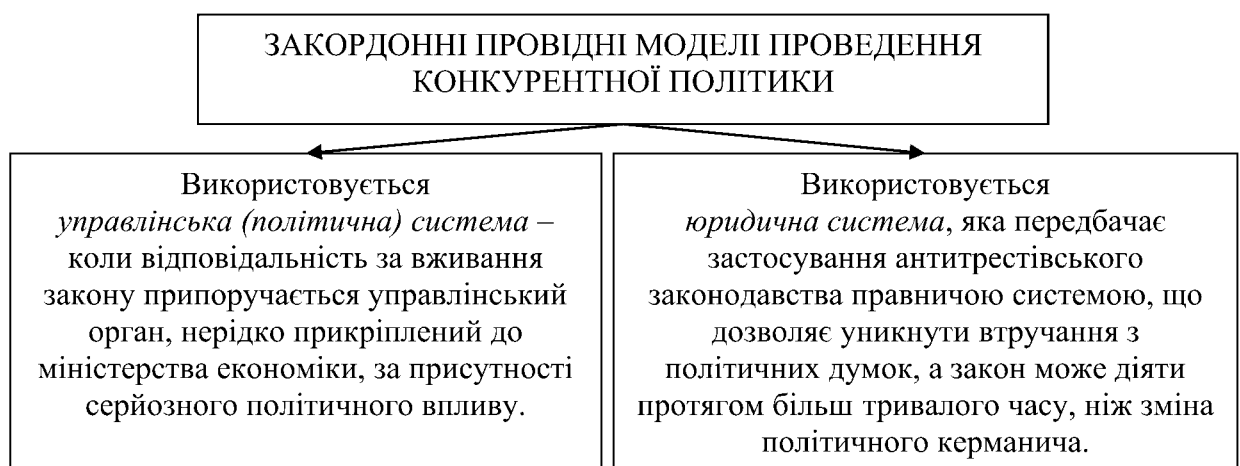 ЗАКОРДОННІ ПРОВІДНІ МОДЕЛІ ПРОВЕДЕННЯ
КОНКУРЕНТНОЇ ПОЛІТИКИ
Використовується
управлінська (політична) система –
коли відповідальність за вживання
закону припоручається управлінський
орган, нерідко прикріплений до
міністерства економіки, за присутності
серйозного політичного впливу.
Використовується
юридична система, яка передбачає
застосування антитрестівського
законодавства правничою системою, що
дозволяє уникнути втручання з
політичних думок, а закон може діяти
протягом більш тривалого часу, ніж зміна
політичного керманича.